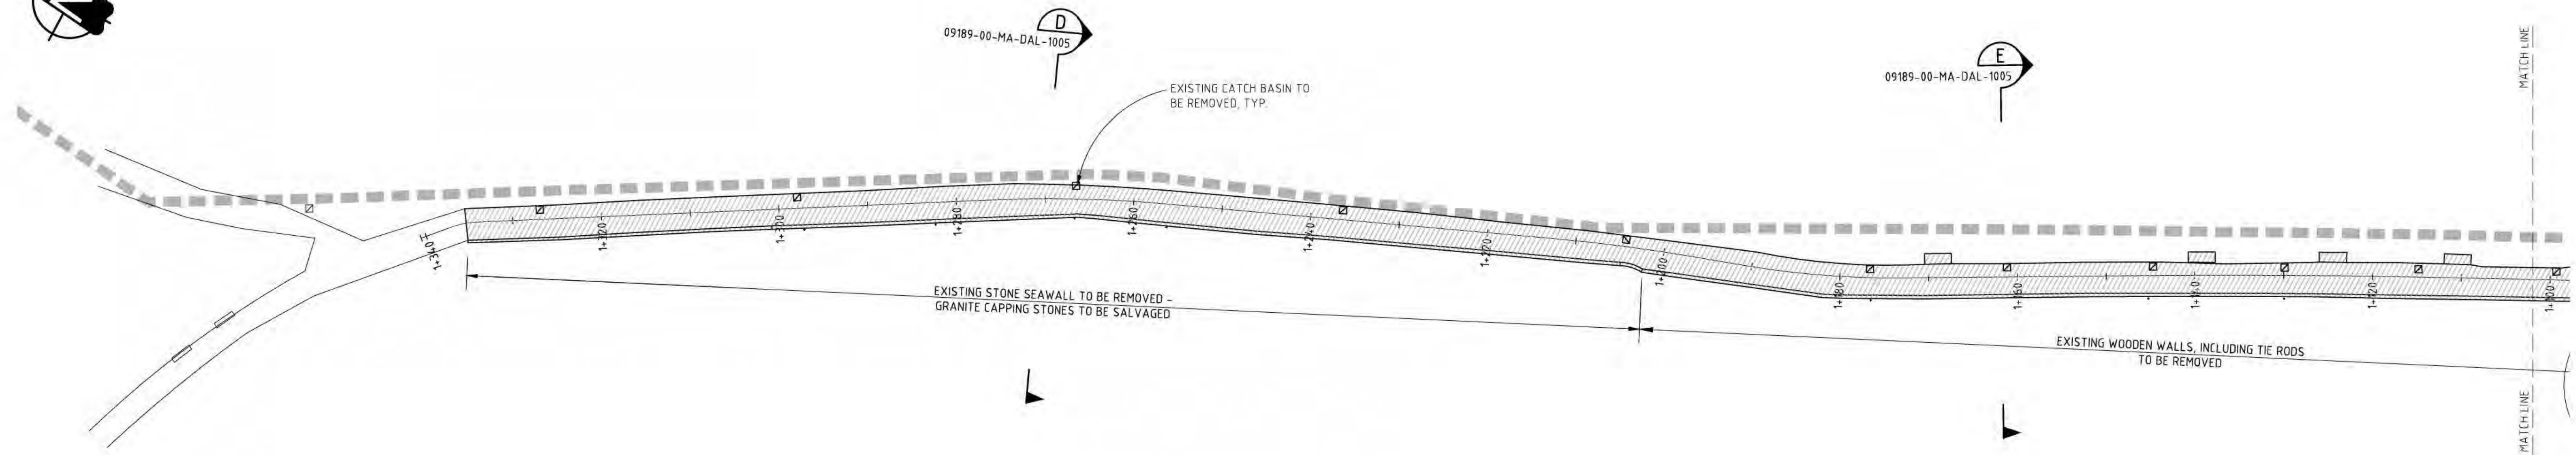 D
09189-00-MA-DAL-1005
E
09189-00-MA-DAL-1005
MATCH LINE
EXISTING CATCH BASIN TO
BE REMOVED, TYP.
1+340
1+320
1+300
1+280
1+260
1+240
1+220
1+200
1+180
1+160
1+140
1+120
1+100
EXISTING STONE SEAWALL TO BE REMOVED -
GRANITE CAPPING STONES TO BE SALVAGED
EXISTING WOODEN WALLS, INCLUDING TIE RODS
TO BE REMOVED
MATCH LINE